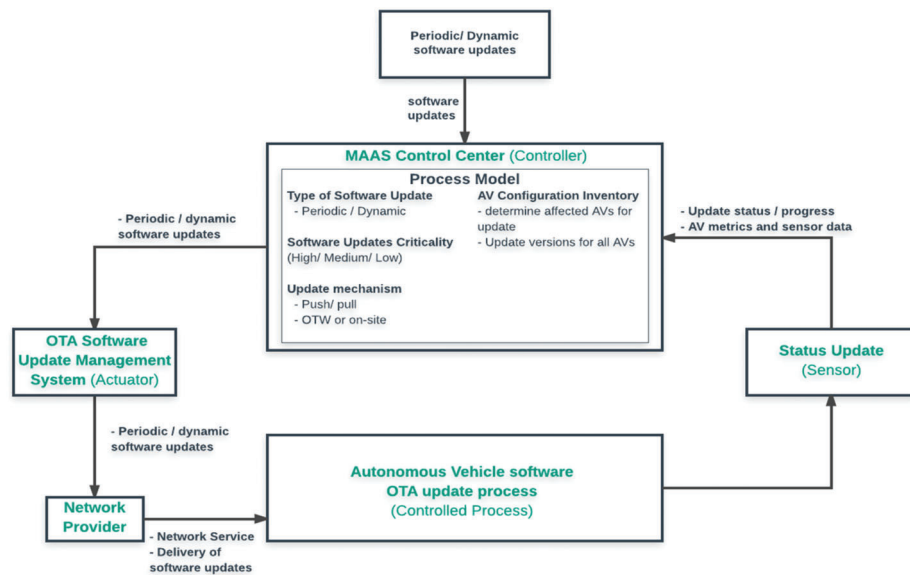 Periodic/ Dynamic
software updates
software
updates
MAAS Control Center (Controller)
Process Model
Type of Software Update
- Periodic / Dynamic
Software Updates Criticality
(High/ Medium/ Low)
Update mechanism
- Push/ pull
- OTW or on-site
AV Configuration Inventory
- determine affected AVs for
update
- Update versions for all AVs
- Periodic / dynamic
software updates
- Update status / progress
- AV metrics and sensor data
OTA Software
Update Management
System (Actuator)
Status Update
(Sensor)
- Periodic / dynamic
software updates
Autonomous Vehicle software
OTA update process
(Controlled Process)
Network
Provider
- Network Service
- Delivery of
software updates